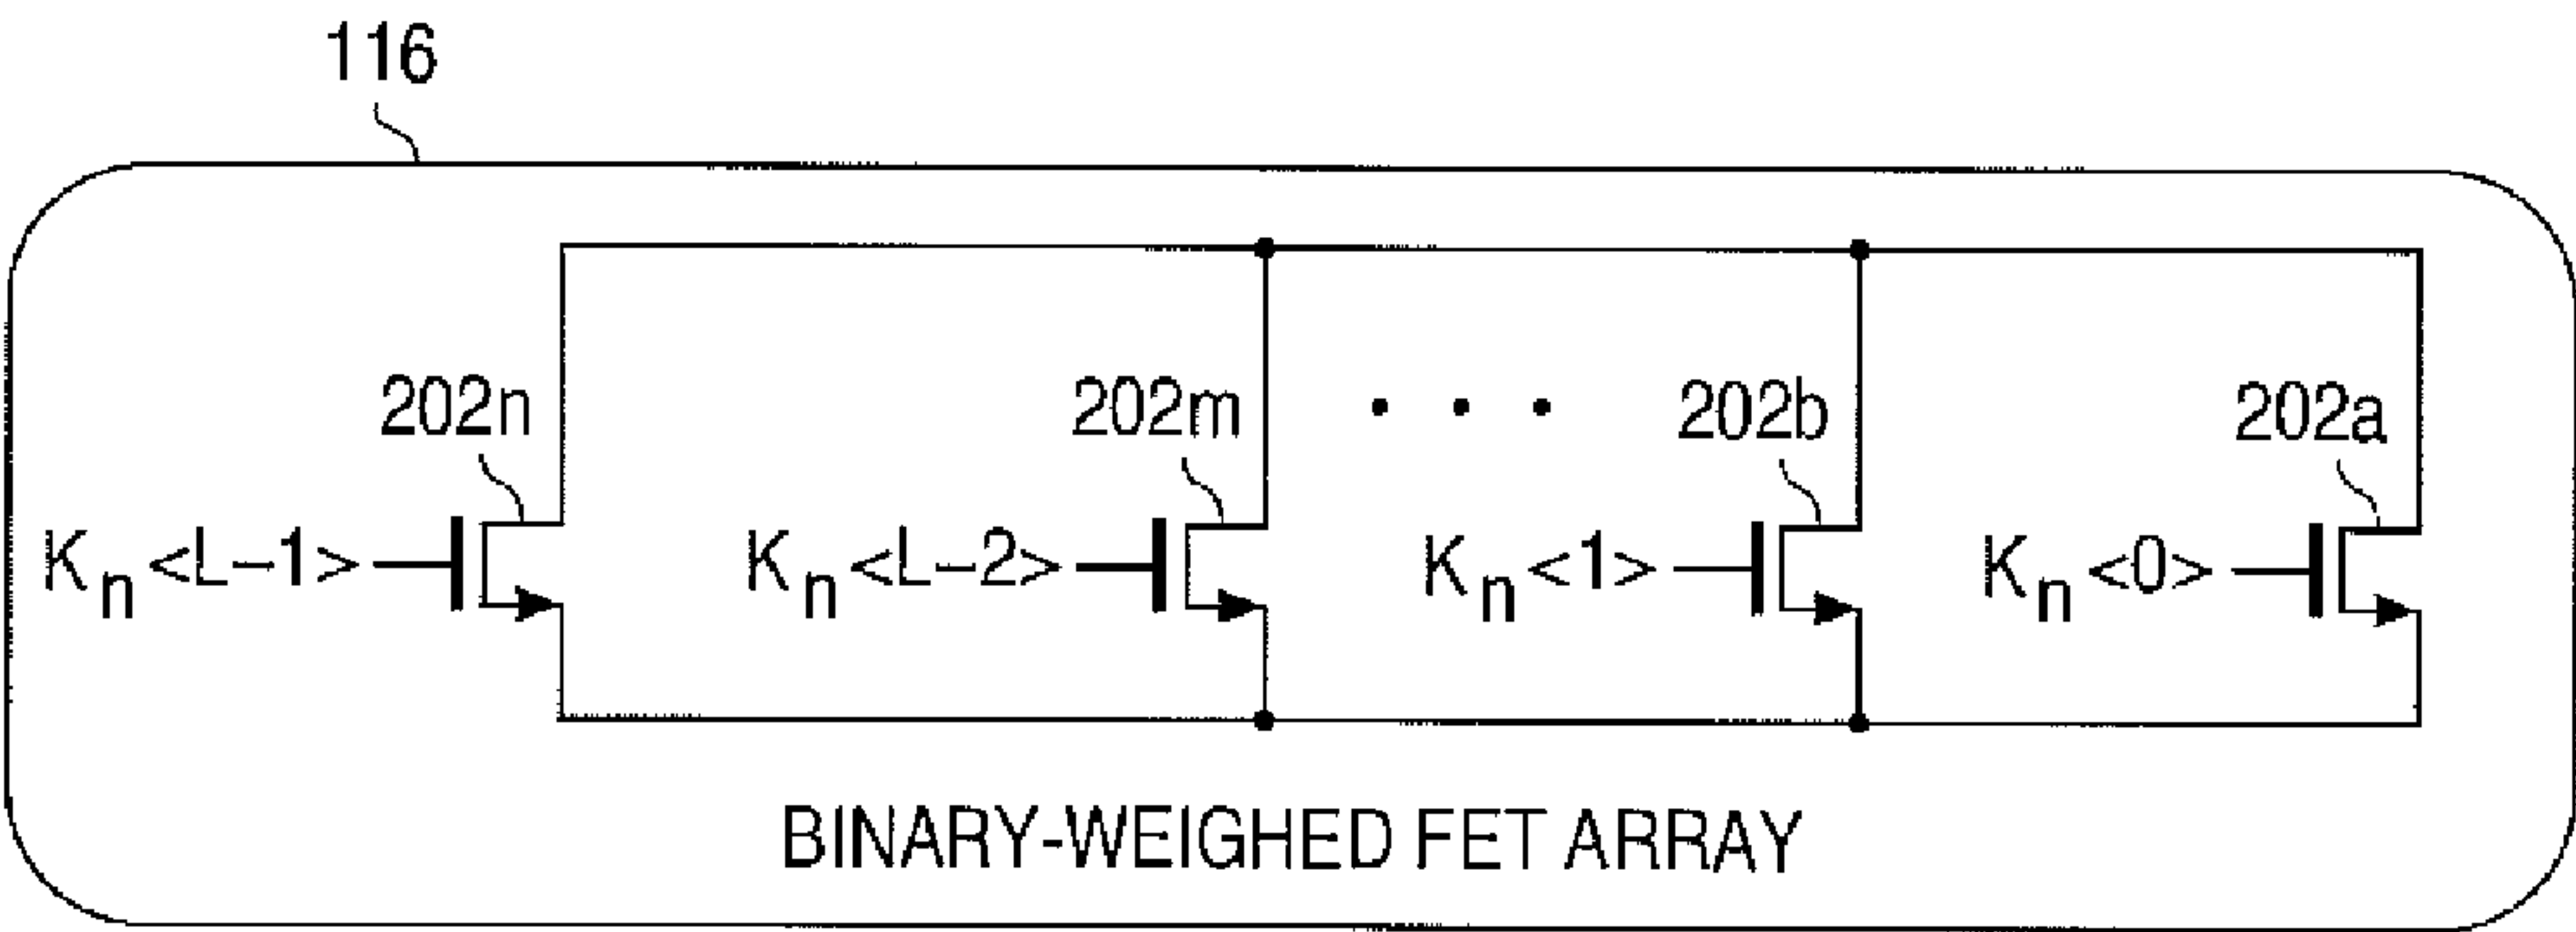 116
202n 202m 202b 202a
Kn<L-1> Kn<L-2> Kn<1> Kn<0>
BINARY-WEIGHED FET ARRAY